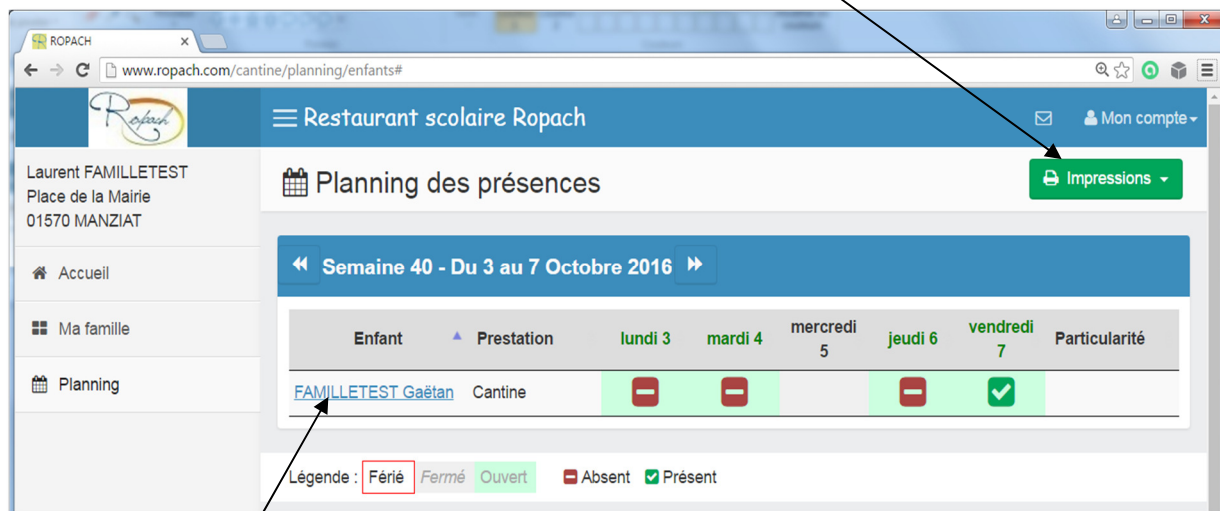 ROPACH
www.ropach.com/cantine/planning/enfants#
Ropach
Restaurant scolaire Ropach
Mon compte
Laurent FAMILLETEST
Place de la Mairie
01570 MANZIAT
Planning des présences
Impressions
Accueil
Ma famille
Planning
Semaine 40 - Du 3 au 7 Octobre 2016
Enfant Prestation lundi 3 mardi 4 mercredi 5 jeudi 6 vendredi 7 Particularité
FAMILLETEST Gaëtan Cantine
Légende : Férié Fermé Ouvert Absent Présent